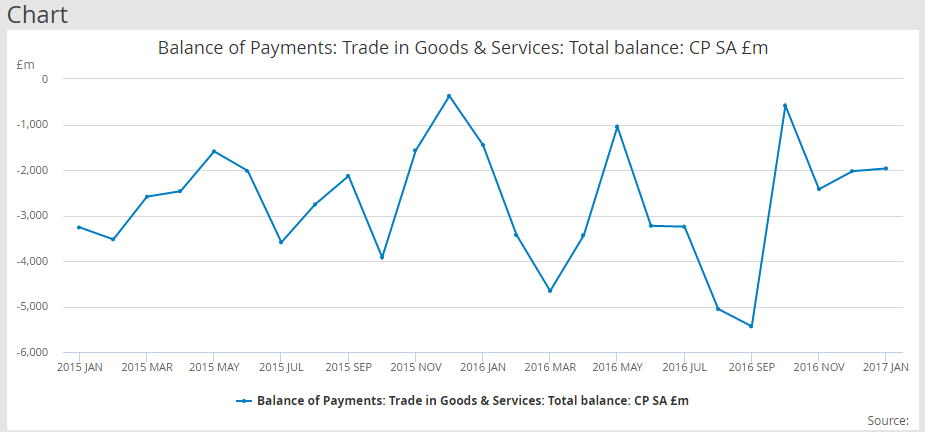 Chart
Balance of Payments: Trade in Goods & Services: Total balance: CP SA £m
£m
0
-1,000
-2,000
-3,000
-4,000
-5,000
-6,000
2015 JAN 2015 MAR 2015 MAY 2015 JUL 2015 SEP 2015 NOV 2016 JAN 2016 MAR 2016 MAY 2016 JUL 2016 SEP 2016 NOV 2017 JAN
Balance of Payments: Trade in Goods & Services: Total balance: CP SA £m
Source: